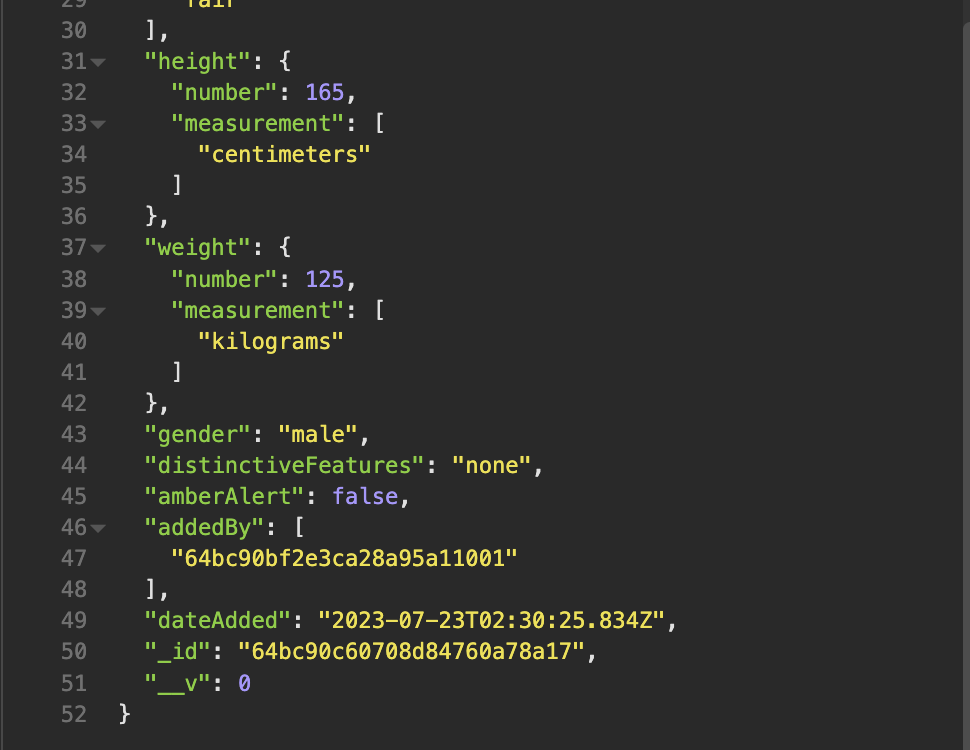 29 "fair"
30 ],
31 "height": {
32 "number": 165,
33 "measurement": [
34 "centimeters"
35 ]
36 },
37 "weight": {
38 "number": 125,
39 "measurement": [
40 "kilograms"
41 ]
42 },
43 "gender": "male",
44 "distinctiveFeatures": "none",
45 "amberAlert": false,
46 "addedBy": [
47 "64bc90bf2e3ca28a95a11001"
48 ],
49 "dateAdded": "2023-07-23T02:30:25.834Z",
50 "_id": "64bc90c60708d84760a78a17",
51 "__v": 0
52 }